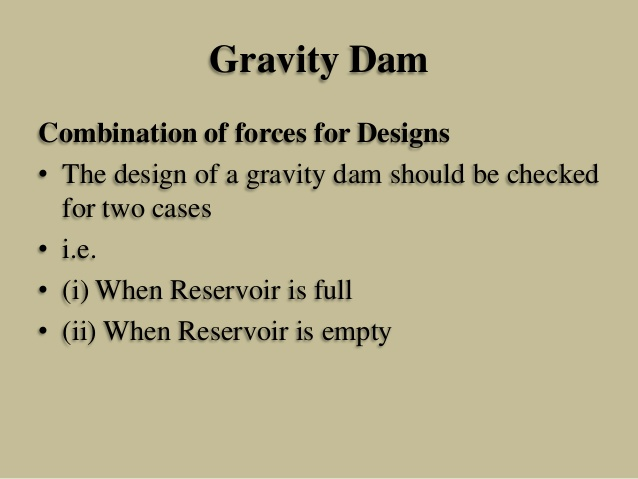 Gravity Dam
Combination of forces for Designs
• The design of a gravity dam should be checked
for two cases
• i.e.
• (i) When Reservoir is full
• (ii) When Reservoir is empty